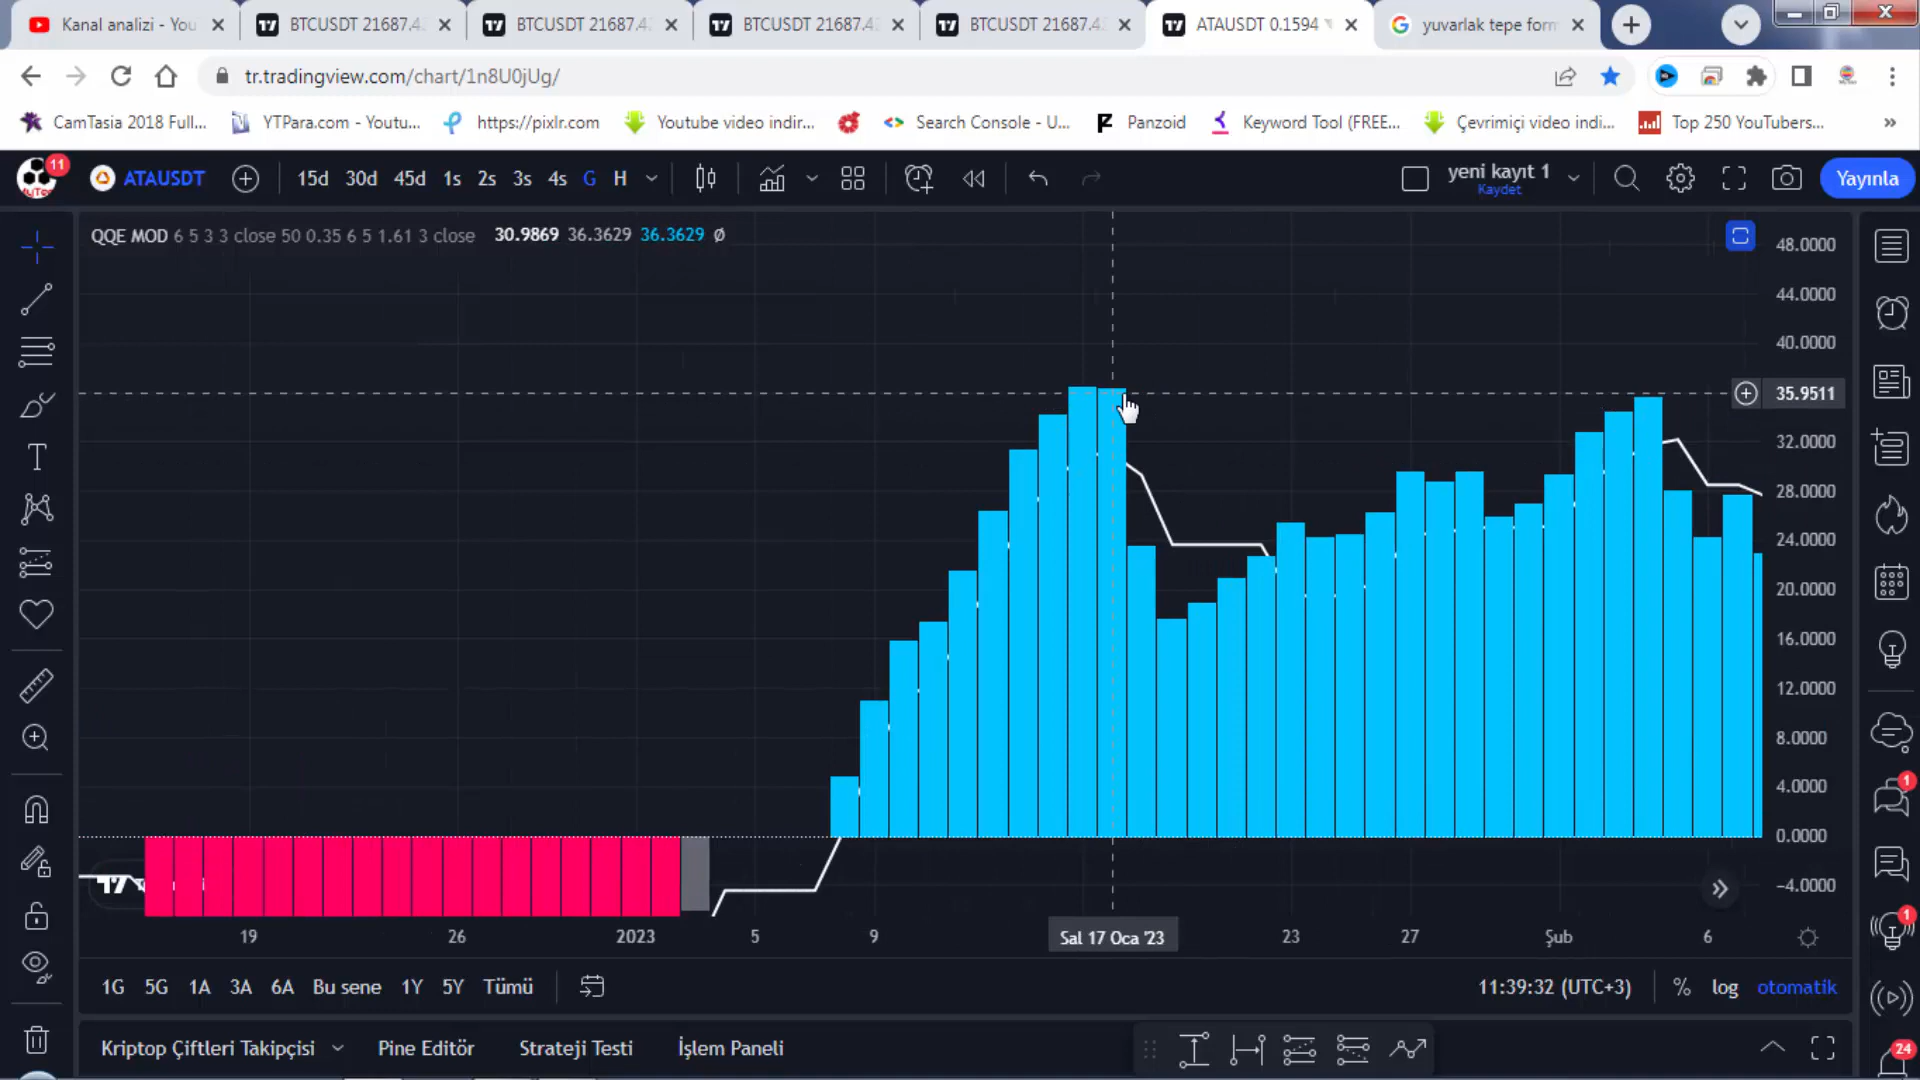 Kanal analizi - You
BTCUSDT 21687.4
BTCUSDT 21687.4
BTCUSDT 21687.4
BTCUSDT 21687.4
ATAUSDT 0.1594
yuvarlak tepe form
tr.tradingview.com/chart/1n8U0jUg/
CamTasia 2018 Full...
YTPara.com - Youtu...
https://pixlr.com
Youtube video indir...
Search Console - U...
Panzoid
Keyword Tool (FREE...
Çevrimiçi video indi...
Top 250 YouTubers...
»
11
ATAUSDT
15d 30d 45d 1s 2s 3s 4s G H
yeni kayıt 1
Kaydet
Yayınla
QQE MOD 6 5 3 3 close 50 0.35 6 5 1.61 3 close 30.9869 36.3629 36.3629 Ø
48.0000
44.0000
40.0000
35.9511
32.0000
28.0000
24.0000
20.0000
16.0000
12.0000
8.0000
4.0000
0.0000
−4.0000
1
1
24
19 26 2023 5 9 Sal 17 Oca '23 23 27 Şub 6
1G 5G 1A 3A 6A Bu sene 1Y 5Y Tümü
11:39:32 (UTC+3) % log otomatik
Kriptop Çiftleri Takipçisi Pine Editör Strateji Testi İşlem Paneli